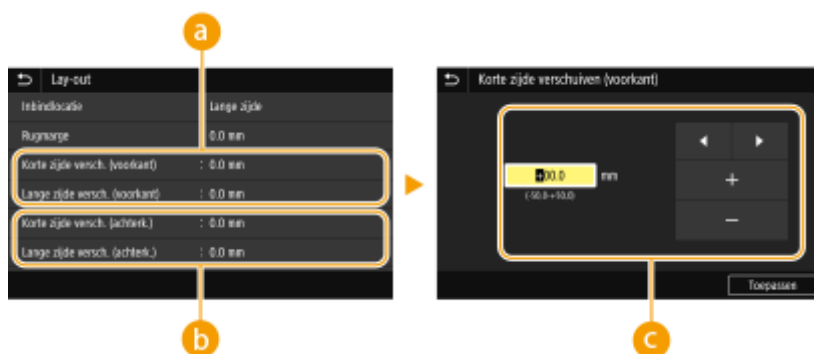 a
Lay-out
Inbindlocatie Lange zijde
Rugmarge 0.0 mm
Korte zijde versch. (voorkant) : 0.0 mm
Lange zijde versch. (voorkant) : 0.0 mm
Korte zijde versch. (achterk.) : 0.0 mm
Lange zijde versch. (achterk.) : 0.0 mm
b
Korte zijde verschuiven (voorkant)
+00.0 mm
(-50.0-+50.0)
+
−
Toepassen
c